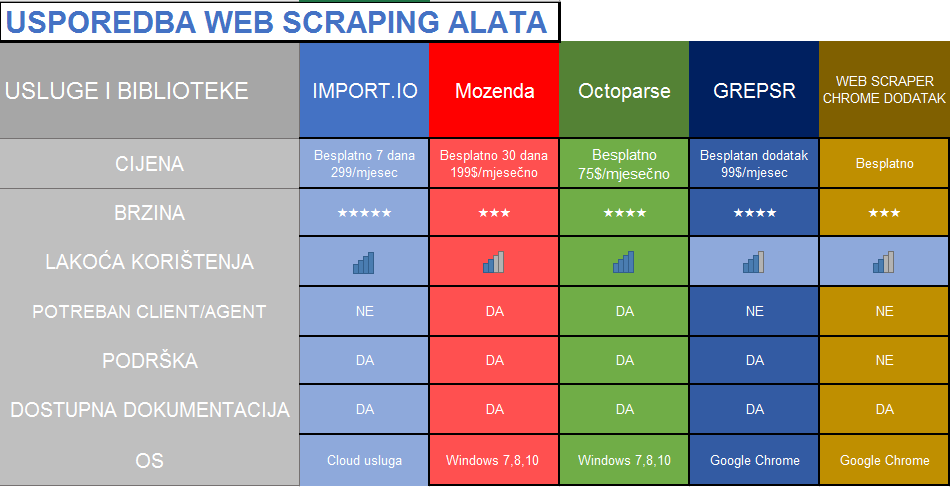 USPOREDBA WEB SCRAPING ALATA
USLUGE I BIBLIOTEKE IMPORT.IO Mozenda Octoparse GREPSR WEB SCRAPER
CHROME DODATAK
CIJENA Besplatno 7 dana Besplatno 30 dana Besplatno Besplatan dodatak Besplatno
299/mjesec 199$/mjesečno 75$/mjesečno 99$/mjesec
BRZINA ★★★★★ ★★★ ★★★★ ★★★★ ★★★
LAKOĆA KORIŠTENJA
POTREBAN CLIENT/AGENT NE DA DA NE NE
PODRŠKA DA DA DA DA NE
DOSTUPNA DOKUMENTACIJA DA DA DA DA DA
OS Cloud usluga Windows 7,8,10 Windows 7,8,10 Google Chrome Google Chrome